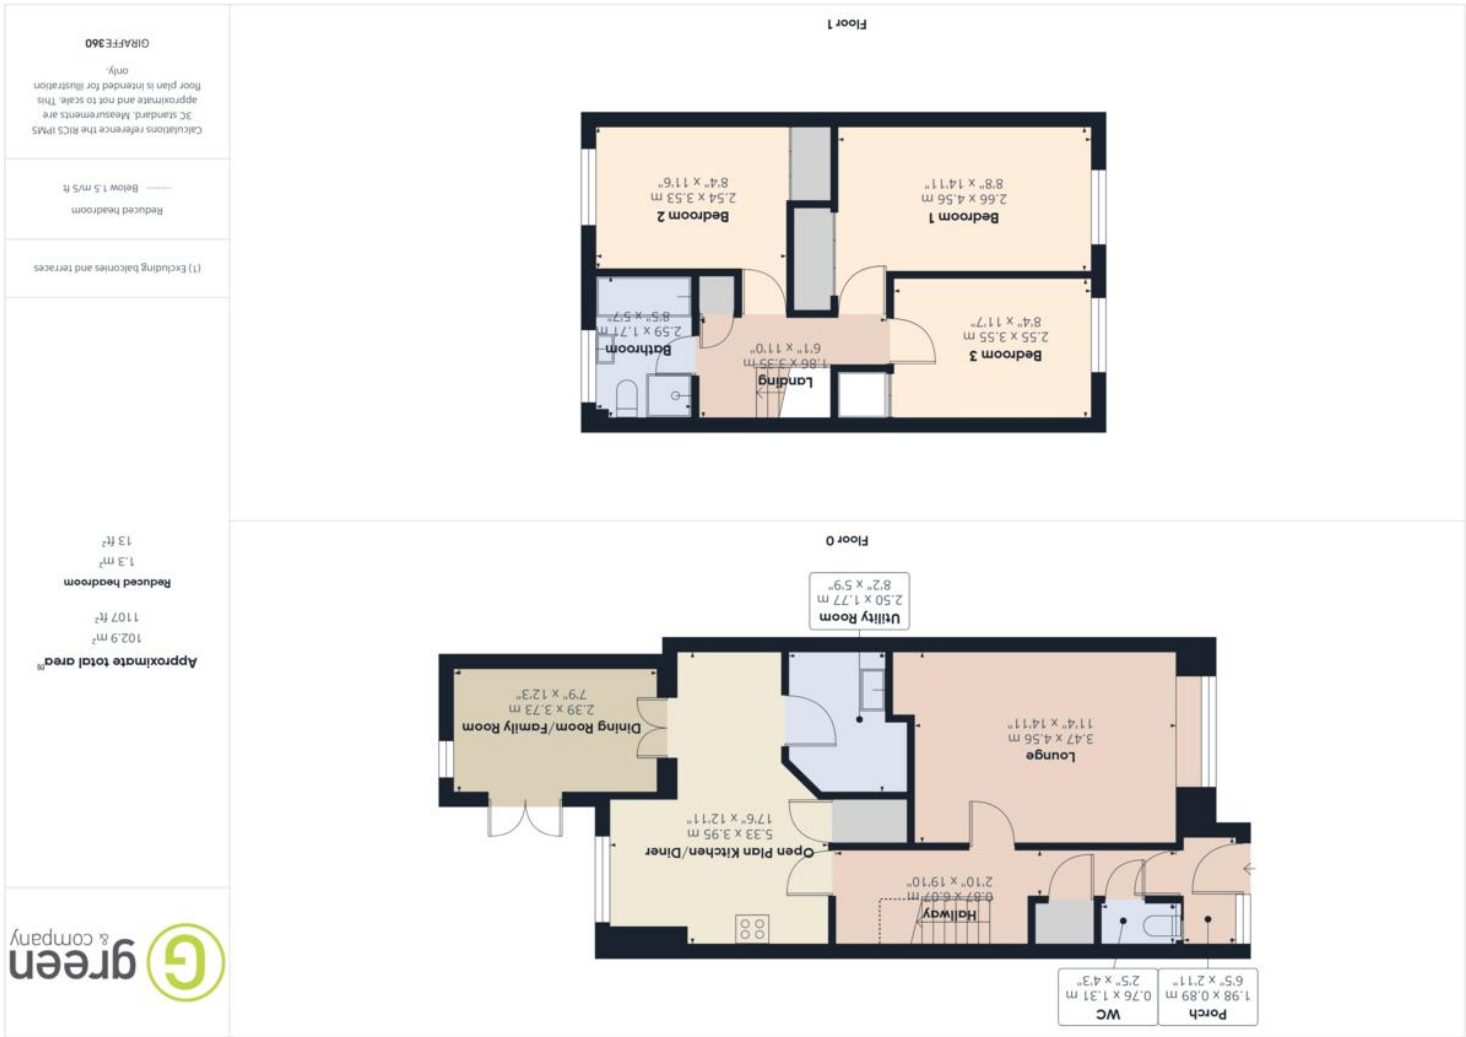 green
& company
Approximate total area⁽¹⁾
102.9 m²
1107 ft²
Reduced headroom
1.3 m²
13 ft²
(1) Excluding balconies and terraces
Reduced headroom
Below 1.5 m/5 ft
Calculations reference the RICS IPMS
3C standard. Measurements are
approximate and not to scale. This
floor plan is intended for illustration
only.
GIRAFFE360
Porch
1.98 x 0.89 m
6'5" x 2'11"
WC
0.76 x 1.31 m
2'5" x 4'3"
Hallway
0.87 x 6.07 m
2'10" x 19'10"
Open Plan Kitchen/Diner
5.33 x 3.95 m
17'6" x 12'11"
Lounge
3.47 x 4.56 m
11'4" x 14'11"
Dining Room/Family Room
2.39 x 3.73 m
7'9" x 12'3"
Utility Room
2.50 x 1.77 m
8'2" x 5'9"
Floor 0
Landing
1.86 x 3.35 m
6'1" x 11'0"
Bedroom 3
2.55 x 3.55 m
8'4" x 11'7"
Bathroom
2.59 x 1.71 m
8'5" x 5'7"
Bedroom 1
2.66 x 4.56 m
8'8" x 14'11"
Bedroom 2
2.54 x 3.53 m
8'4" x 11'6"
Floor 1